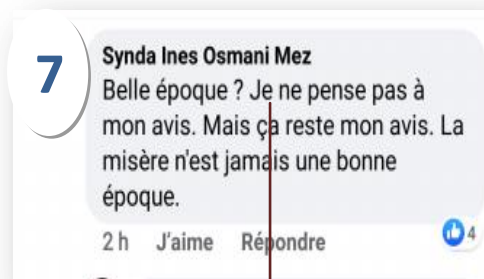 7
Synda Ines Osmani Mez
Belle époque ? Je ne pense pas à
mon avis. Mais ça reste mon avis. La
misère n'est jamais une bonne
époque.
2 h J'aime Répondre 4